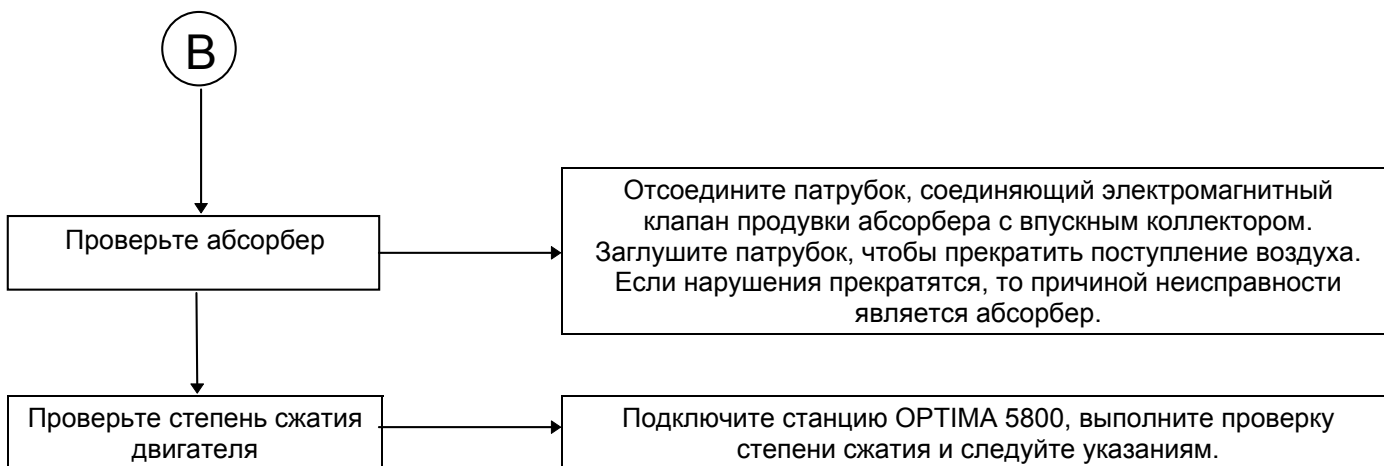 B
Проверьте абсорбер
Отсоедините патрубок, соединяющий электромагнитный
клапан продувки абсорбера с впускным коллектором.
Заглушите патрубок, чтобы прекратить поступление воздуха.
Если нарушения прекратятся, то причиной неисправности
является абсорбер.
Проверьте степень сжатия
двигателя
Подключите станцию OPTIMA 5800, выполните проверку
степени сжатия и следуйте указаниям.